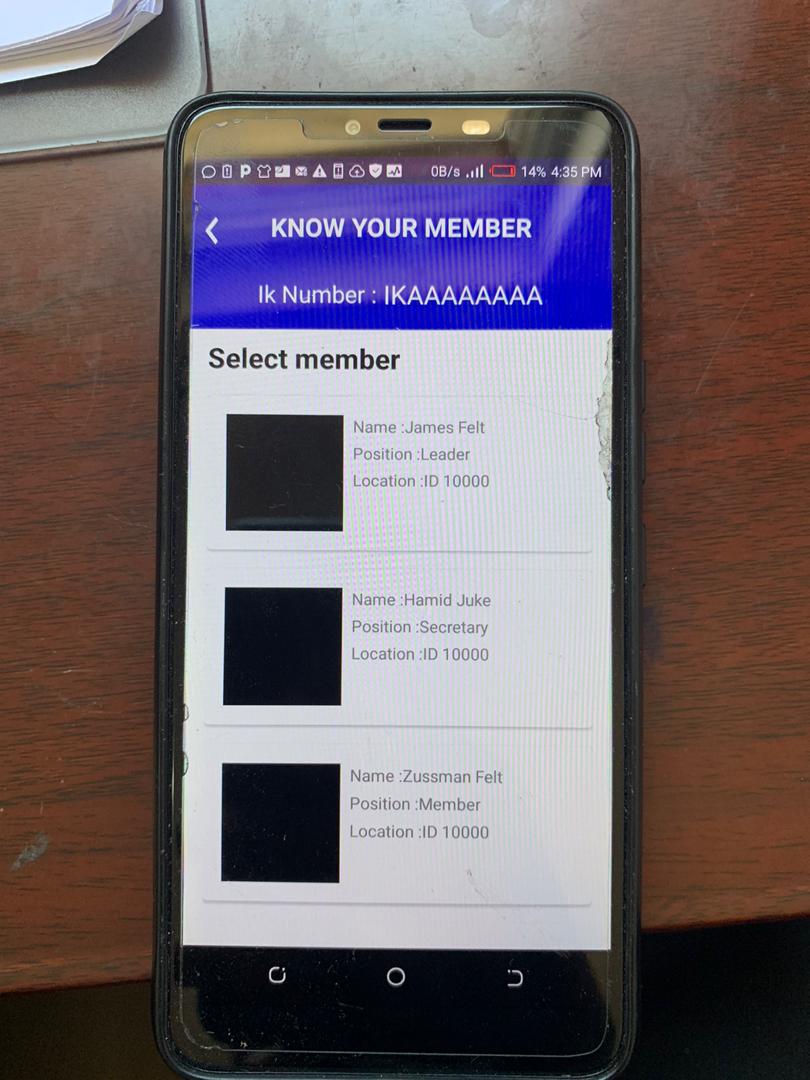 0B/s 14% 4:35 PM
KNOW YOUR MEMBER
Ik Number : IKAAAAAAAA
Select member
Name :James Felt
Position :Leader
Location :ID 10000
Name :Hamid Juke
Position :Secretary
Location :ID 10000
Name :Zussman Felt
Position :Member
Location :ID 10000